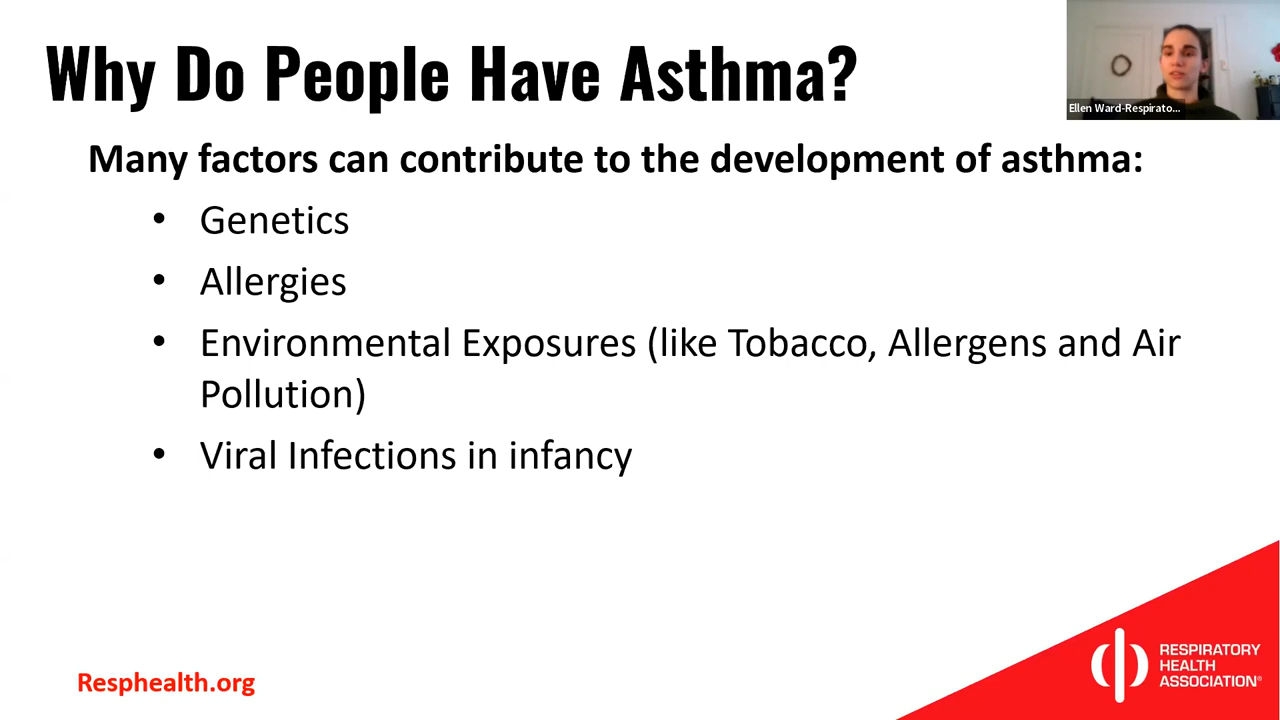 Why Do People Have Asthma?
Ellen Ward-Respirato...
Many factors can contribute to the development of asthma:
• Genetics
• Allergies
• Environmental Exposures (like Tobacco, Allergens and Air
Pollution)
• Viral Infections in infancy
Resphealth.org
RESPIRATORY
HEALTH
ASSOCIATION®